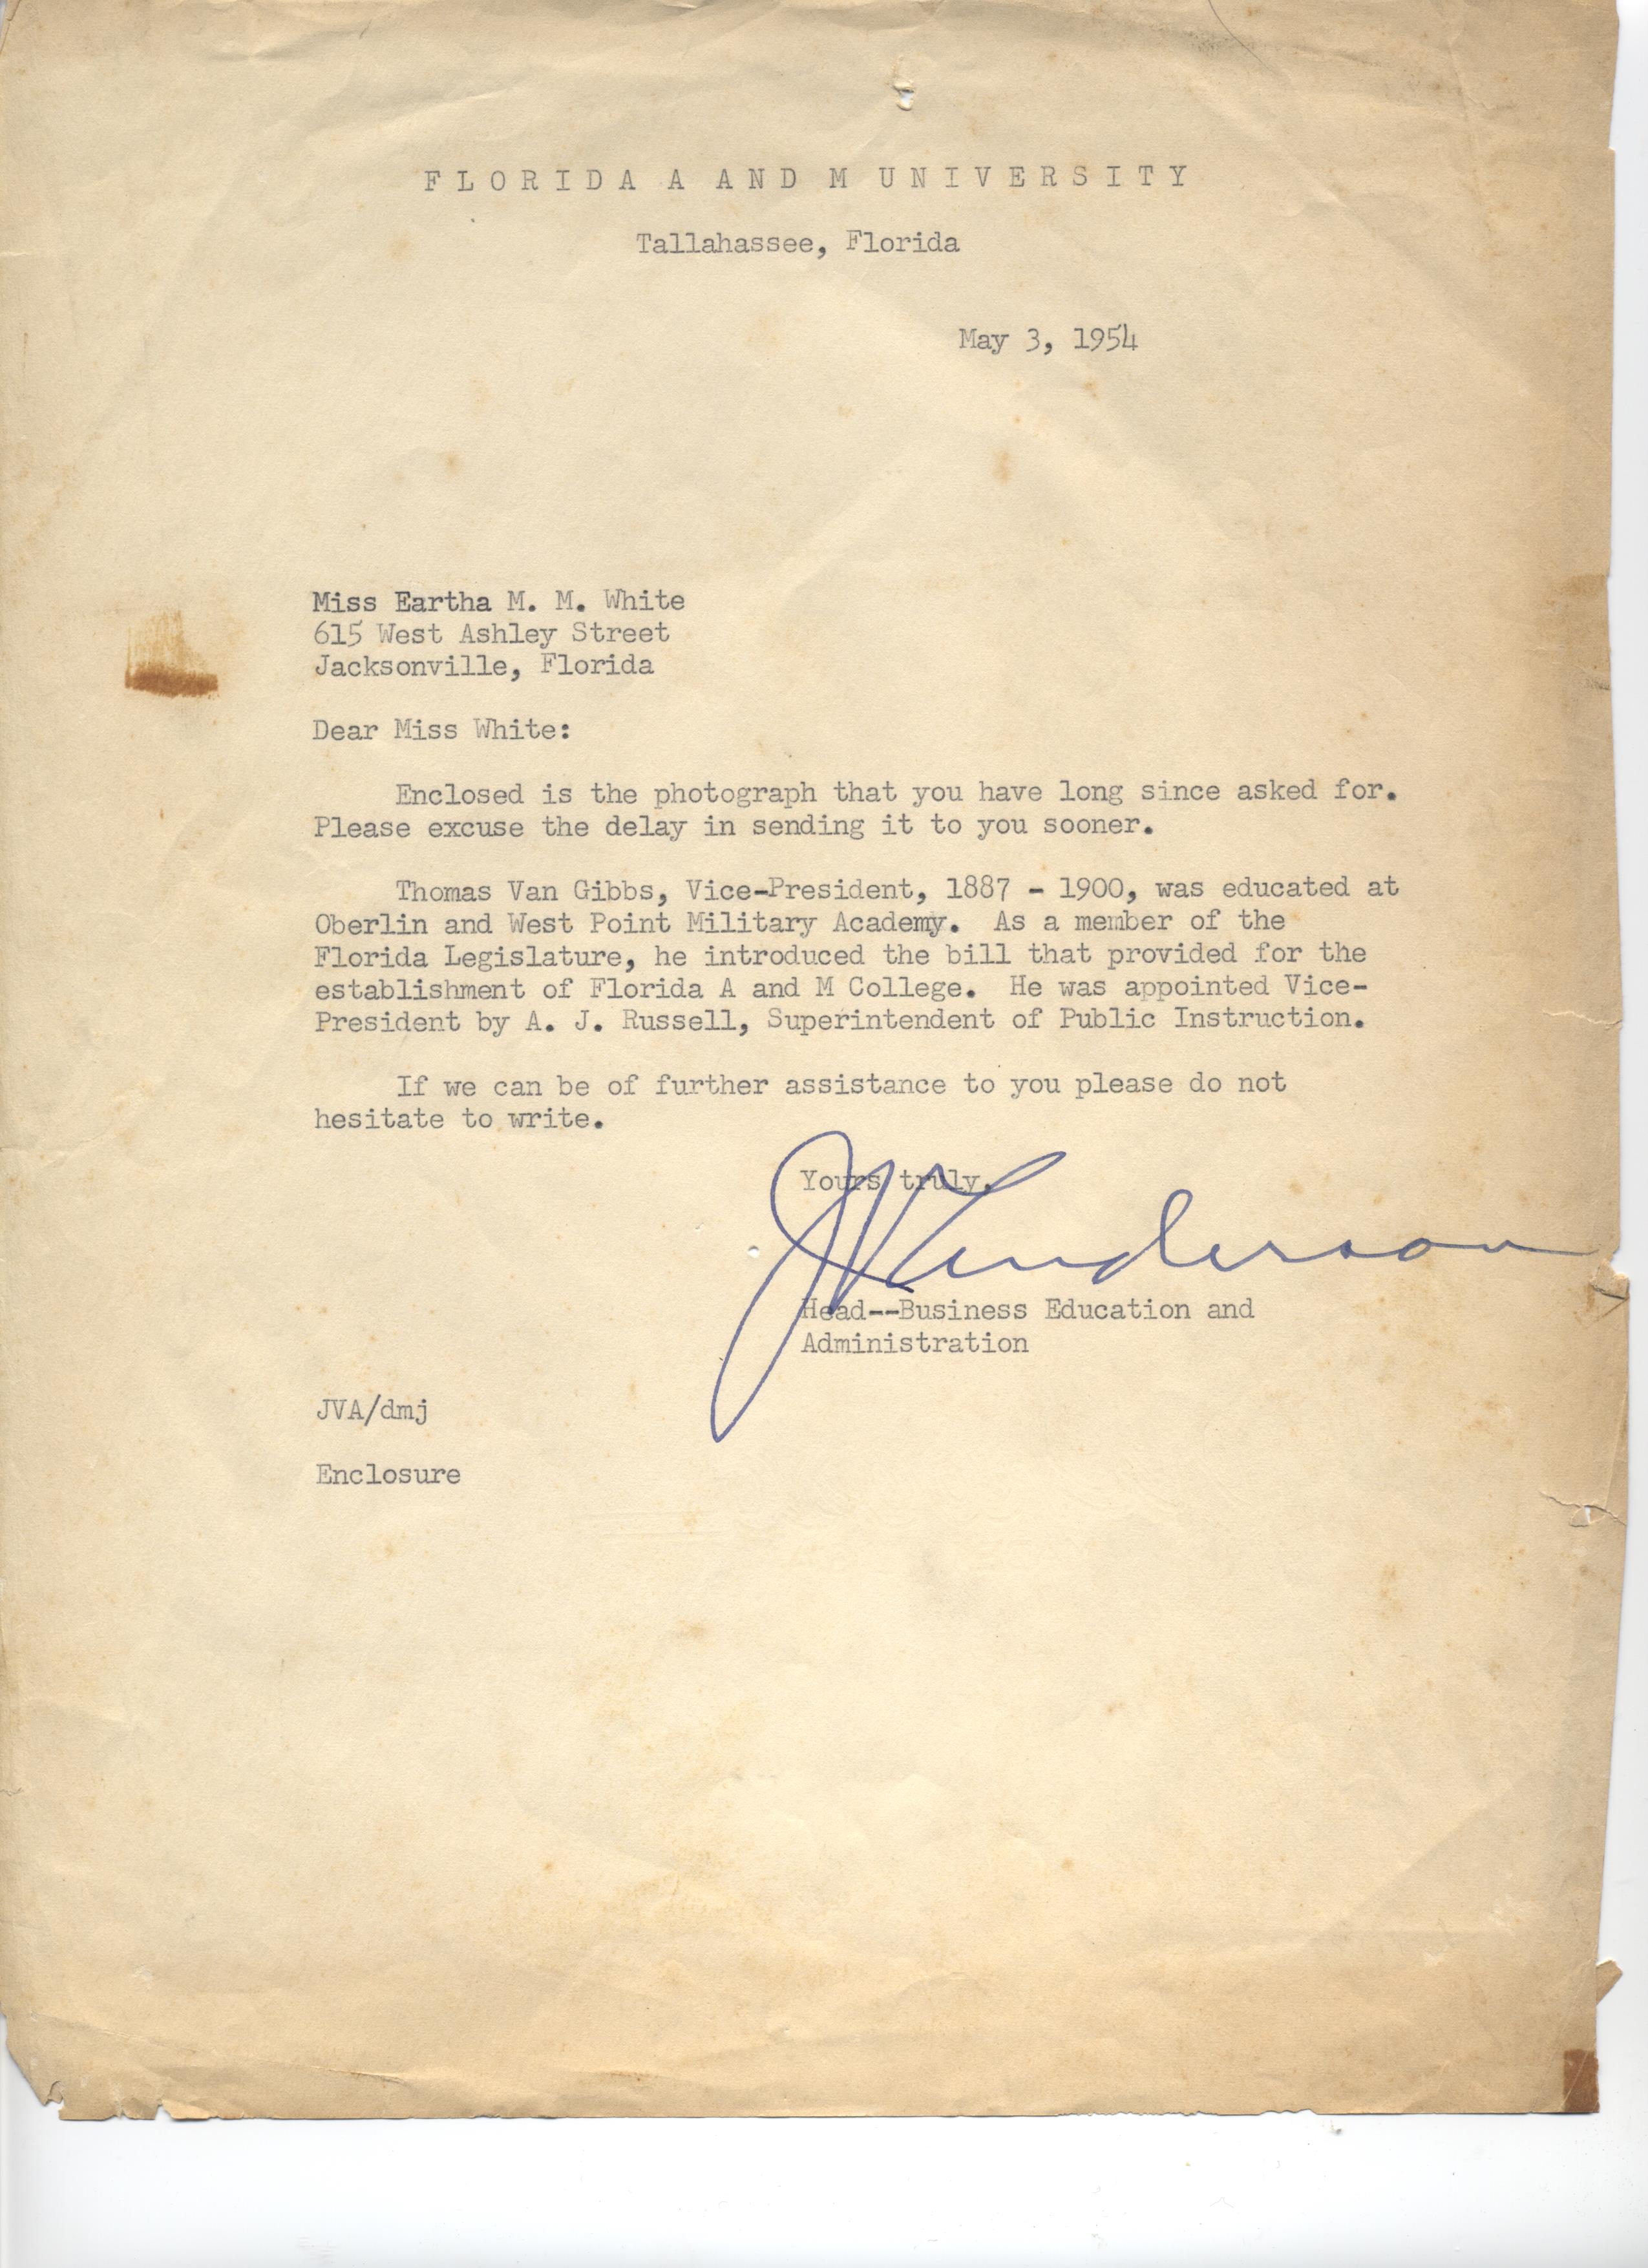 FLORIDA A AND M UNIVERSITY
Tallahassee, Florida
May 3, 1954
Miss Eartha M. M. White
615 West Ashley Street
Jacksonville, Florida
Dear Miss White:
Enclosed is the photograph that you have long since asked for.
Please excuse the delay in sending it to you sooner.
Thomas Van Gibbs, Vice-President, 1887 - 1900, was educated at
Oberlin and West Point Military Academy. As a member of the
Florida Legislature, he introduced the bill that provided for the
establishment of Florida A and M College. He was appointed Vice-
President by A. J. Russell, Superintendent of Public Instruction.
If we can be of further assistance to you please do not
hesitate to write.
Yours truly,
JVAnderson
Head--Business Education and
Administration
JVA/dmj
Enclosure